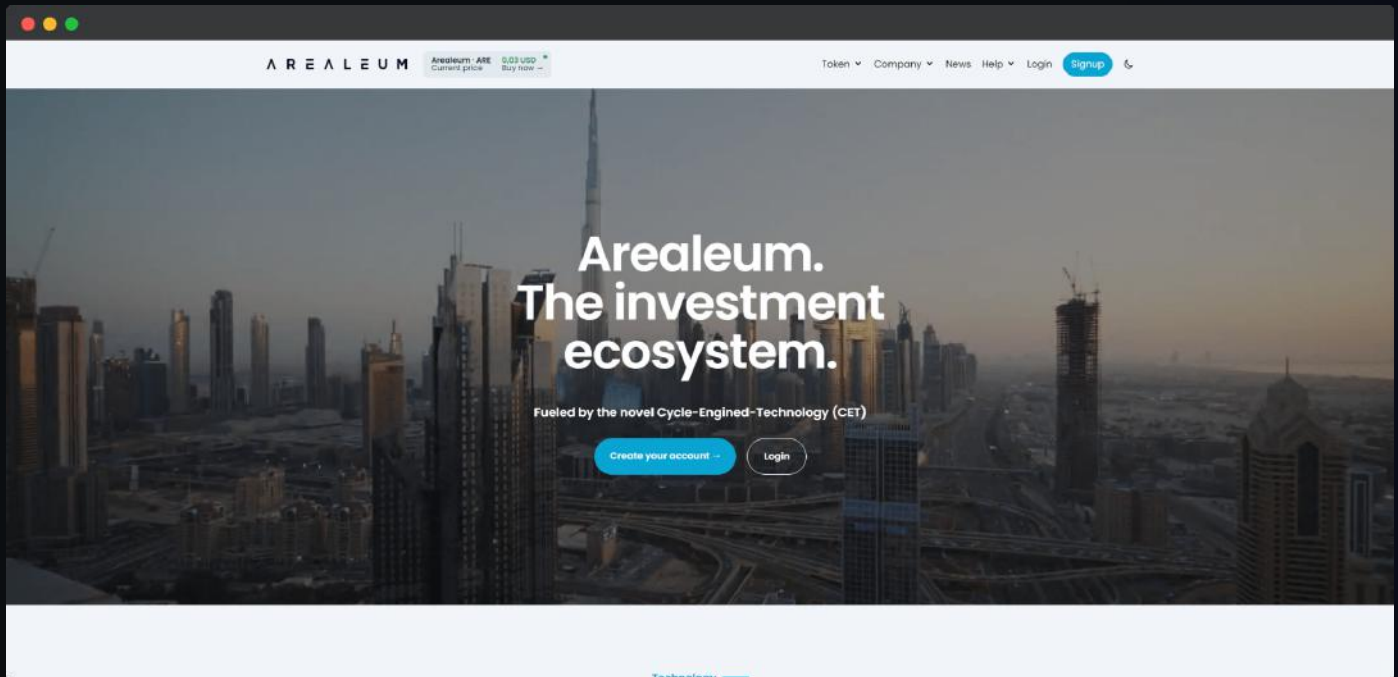 AREALEUM
Arealeum · ARE 0,03 USD
Current price Buy now →
Token Company News Help Login Signup
Arealeum.
The investment
ecosystem.
Fueled by the novel Cycle-Engined-Technology (CET)
Create your account → Login
Technology